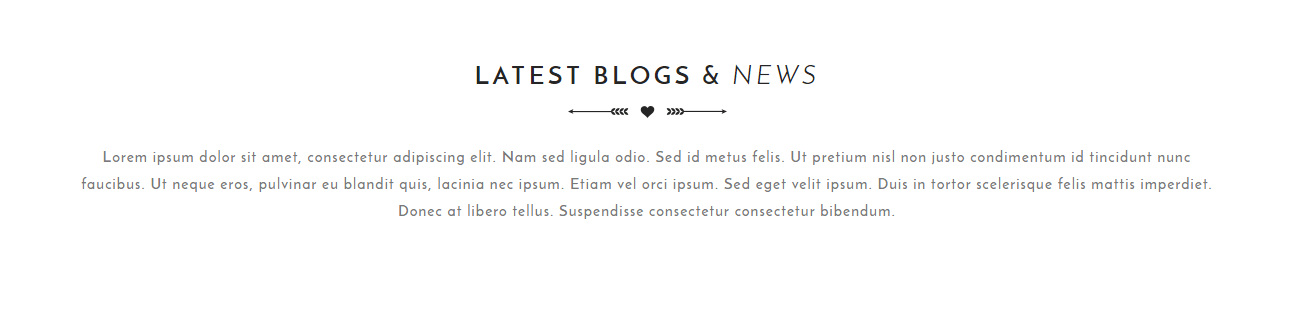 LATEST BLOGS & NEWS
Lorem ipsum dolor sit amet, consectetur adipiscing elit. Nam sed ligula odio. Sed id metus felis. Ut pretium nisl non justo condimentum id tincidunt nunc
faucibus. Ut neque eros, pulvinar eu blandit quis, lacinia nec ipsum. Etiam vel orci ipsum. Sed eget velit ipsum. Duis in tortor scelerisque felis mattis imperdiet.
Donec at libero tellus. Suspendisse consectetur consectetur bibendum.